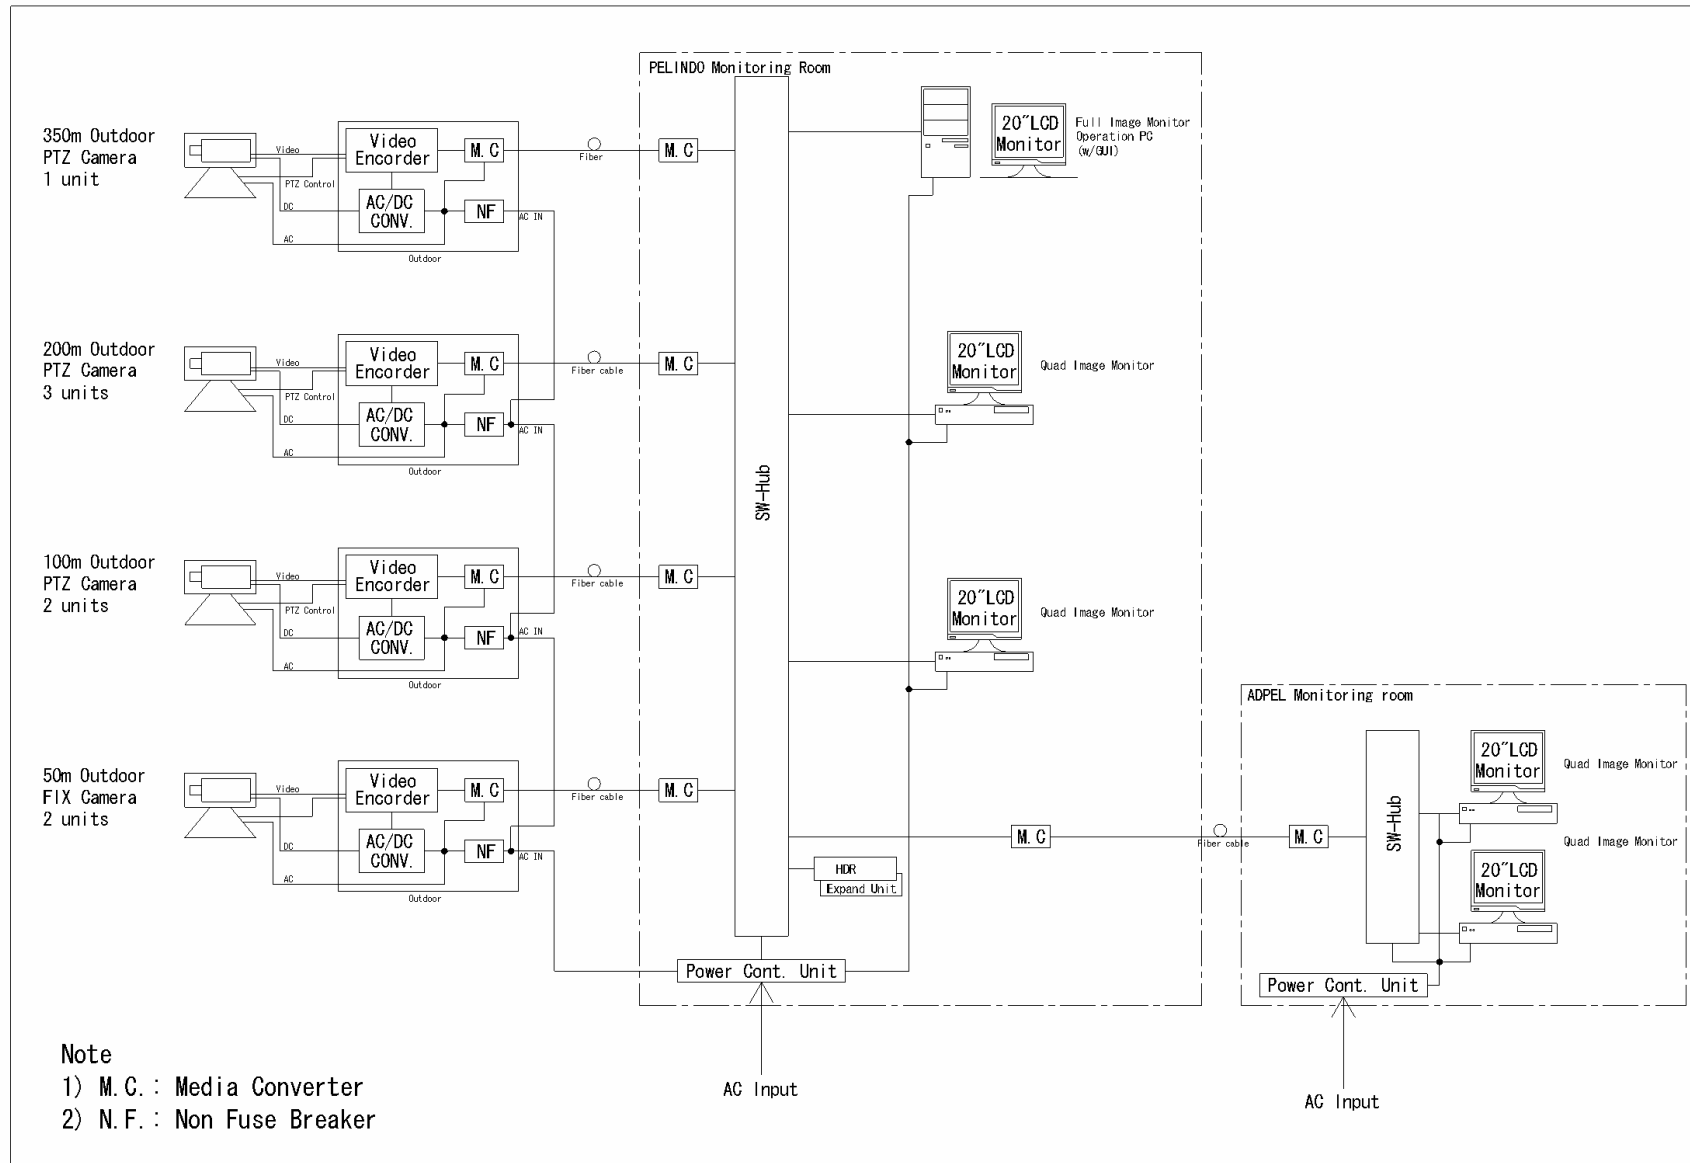 PELINDO Monitoring Room
350m Outdoor
PTZ Camera
1 unit
Video
PTZ Control
DC
AC
Video
Encorder
M.C
AC/DC
CONV.
NF
AC IN
Outdoor
Fiber
M.C
20"LCD
Monitor
Full Image Monitor
Operation PC
(w/GUI)
200m Outdoor
PTZ Camera
3 units
Video
PTZ Control
DC
AC
Video
Encorder
M.C
AC/DC
CONV.
NF
AC IN
Outdoor
Fiber cable
M.C
20"LCD
Monitor
Quad Image Monitor
SW-Hub
100m Outdoor
PTZ Camera
2 units
Video
PTZ Control
DC
AC
Video
Encorder
M.C
AC/DC
CONV.
NF
AC IN
Outdoor
Fiber cable
M.C
20"LCD
Monitor
Quad Image Monitor
50m Outdoor
FIX Camera
2 units
Video
DC
AC
Video
Encorder
M.C
AC/DC
CONV.
NF
AC IN
Outdoor
Fiber cable
M.C
M.C
Fiber cable
HDR
Expand Unit
Power Cont. Unit
AC Input
ADPEL Monitoring room
M.C
SW-Hub
20"LCD
Monitor
Quad Image Monitor
Quad Image Monitor
20"LCD
Monitor
Power Cont. Unit
AC Input
Note
1) M.C.: Media Converter
2) N.F.: Non Fuse Breaker